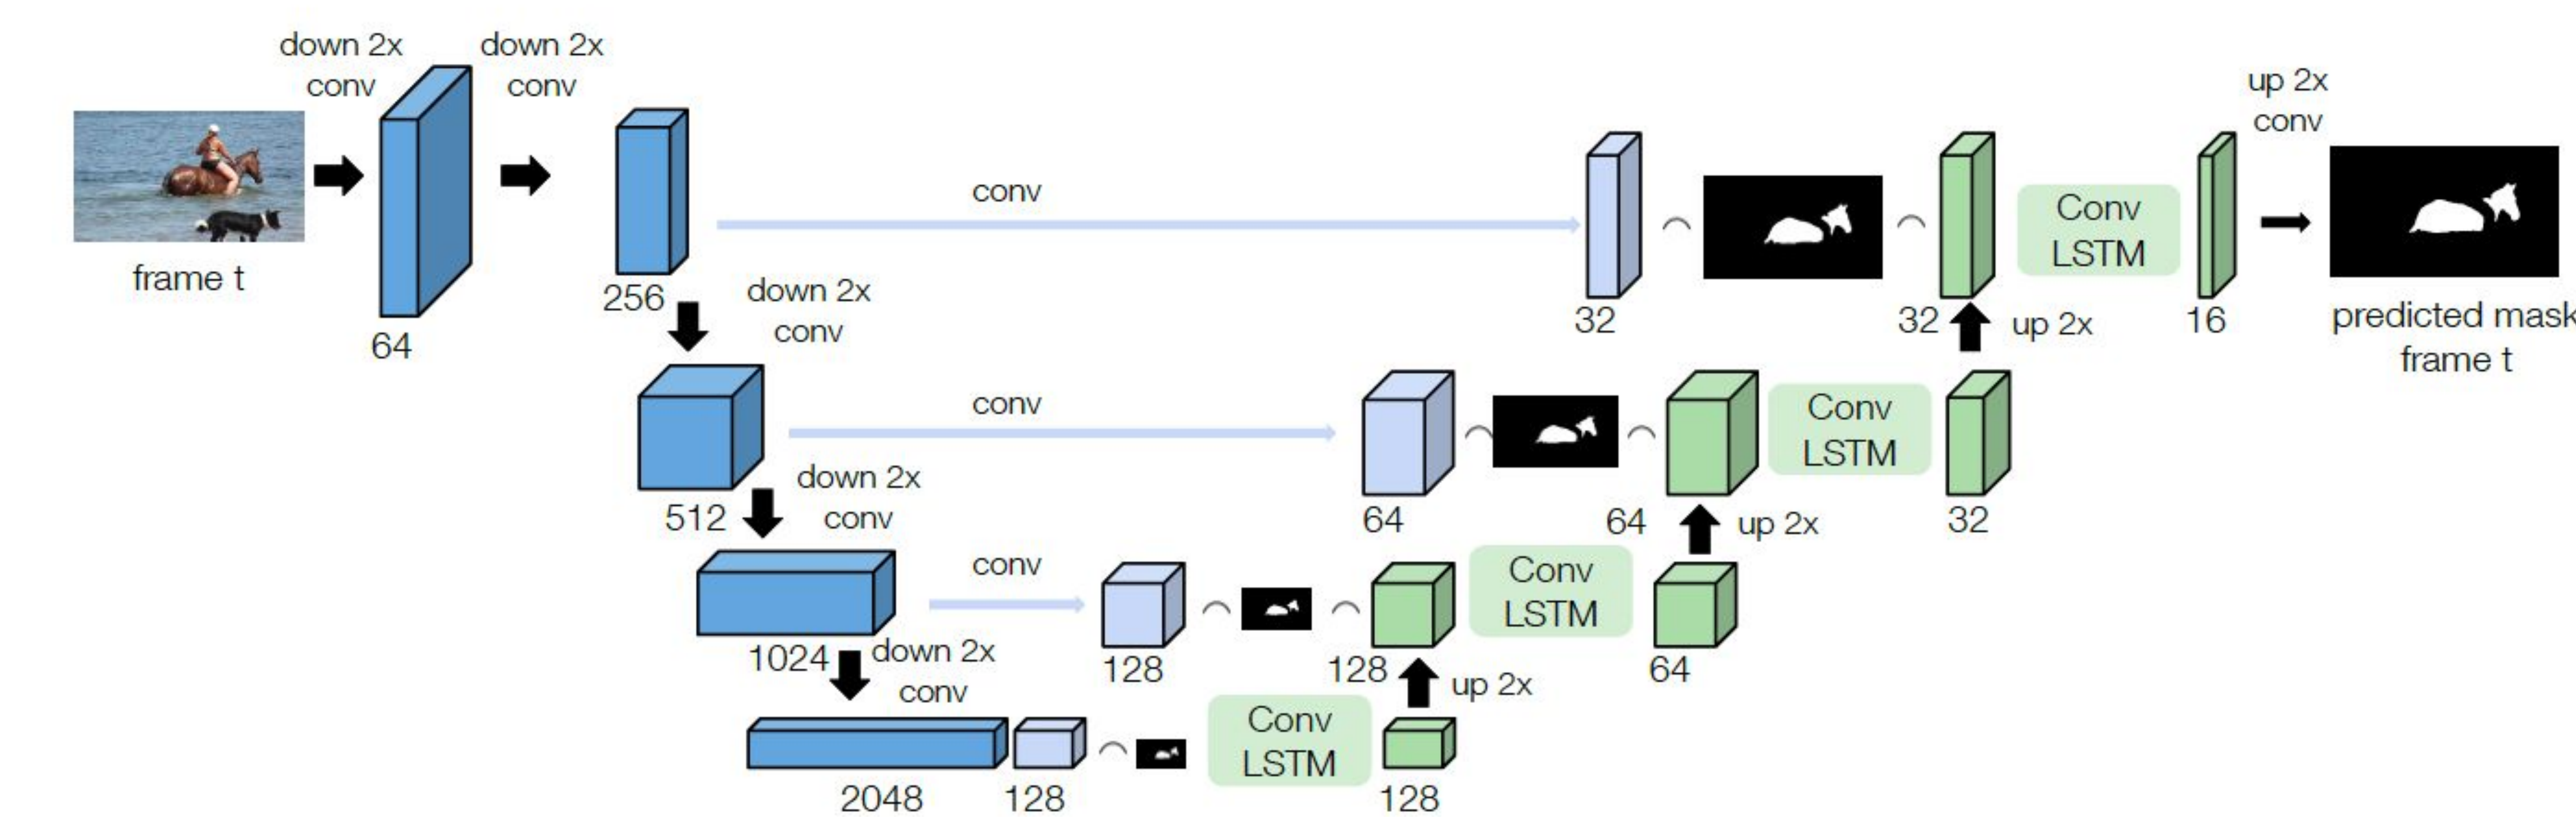 down 2x
conv
down 2x
conv
frame t
64
256
conv
32
32
Conv
LSTM
16
up 2x
conv
predicted mask
frame t
down 2x
conv
up 2x
512
conv
64
64
Conv
LSTM
32
down 2x
conv
up 2x
1024
conv
128
128
Conv
LSTM
64
down 2x
conv
up 2x
2048
128
Conv
LSTM
128